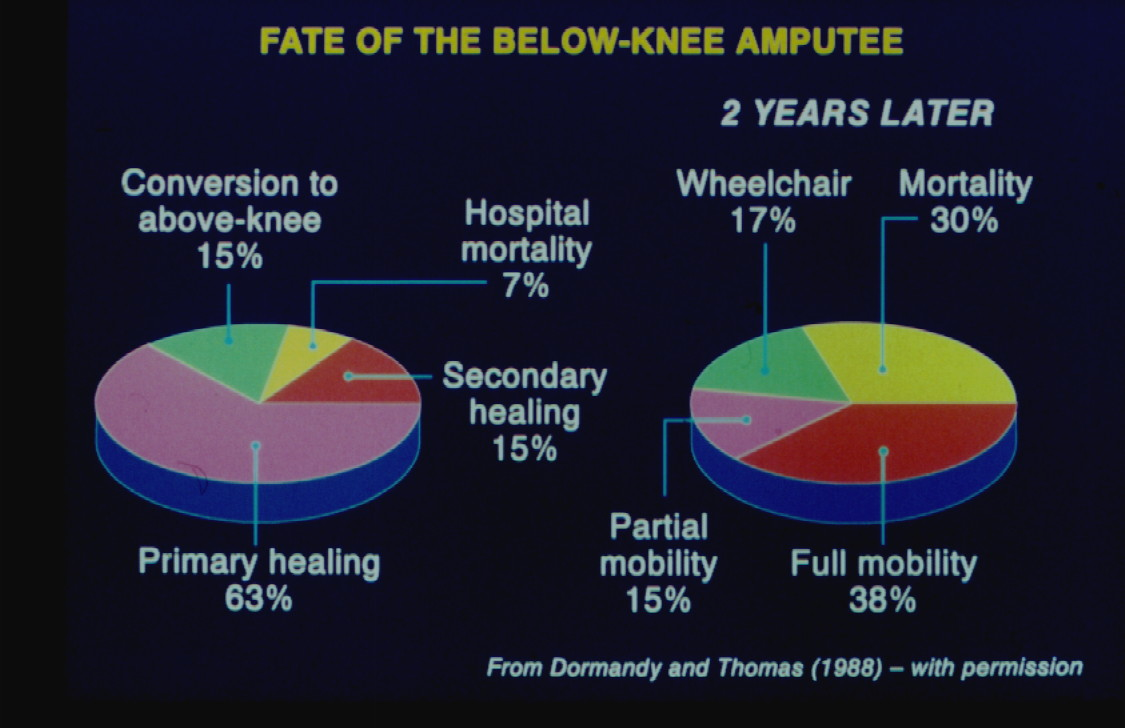 FATE OF THE BELOW-KNEE AMPUTEE
2 YEARS LATER
Conversion to
above-knee
15%
Hospital
mortality
7%
Secondary
healing
15%
Primary healing
63%
Wheelchair
17%
Mortality
30%
Partial
mobility
15%
Full mobility
38%
From Dormandy and Thomas (1988) – with permission